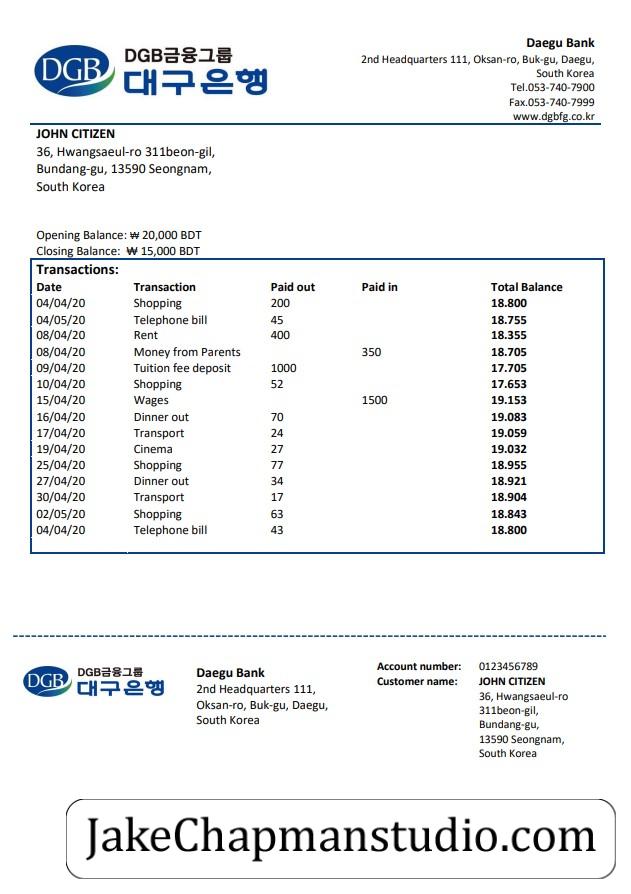 DGB
DGB금융그룹
대구은행
Daegu Bank
2nd Headquarters 111, Oksan-ro, Buk-gu, Daegu,
South Korea
Tel.053-740-7900
Fax.053-740-7999
www.dgbfg.co.kr
JOHN CITIZEN
36, Hwangsaeul-ro 311beon-gil,
Bundang-gu, 13590 Seongnam,
South Korea
Opening Balance: ₩ 20,000 BDT
Closing Balance: ₩ 15,000 BDT
Transactions:
Date Transaction Paid out Paid in Total Balance
04/04/20 Shopping 200 18.800
04/05/20 Telephone bill 45 18.755
08/04/20 Rent 400 18.355
08/04/20 Money from Parents 350 18.705
09/04/20 Tuition fee deposit 1000 17.705
10/04/20 Shopping 52 17.653
15/04/20 Wages 1500 19.153
16/04/20 Dinner out 70 19.083
17/04/20 Transport 24 19.059
19/04/20 Cinema 27 19.032
25/04/20 Shopping 77 18.955
27/04/20 Dinner out 34 18.921
30/04/20 Transport 17 18.904
02/05/20 Shopping 63 18.843
04/04/20 Telephone bill 43 18.800
DGB
DGB금융그룹
대구은행
Daegu Bank
2nd Headquarters 111,
Oksan-ro, Buk-gu, Daegu,
South Korea
Account number: 0123456789
Customer name: JOHN CITIZEN
36, Hwangsaeul-ro
311beon-gil,
Bundang-gu,
13590 Seongnam,
South Korea
JakeChapmanstudio.com